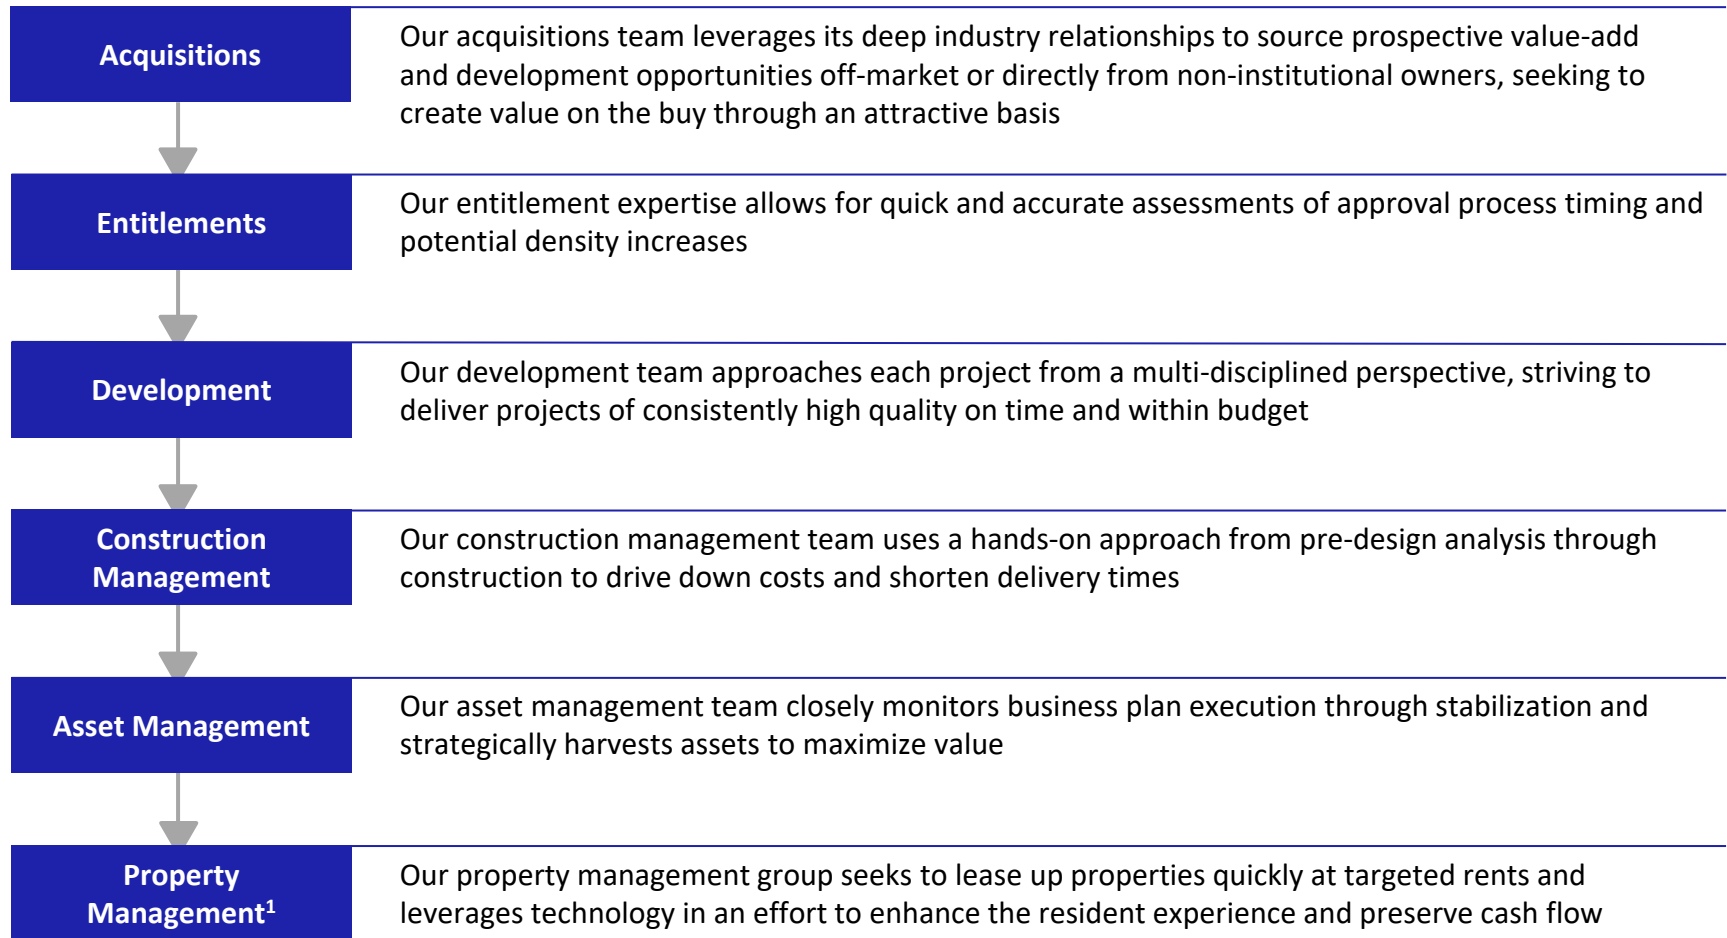 Acquisitions
Our acquisitions team leverages its deep industry relationships to source prospective value-add
and development opportunities off-market or directly from non-institutional owners, seeking to
create value on the buy through an attractive basis
Entitlements
Our entitlement expertise allows for quick and accurate assessments of approval process timing and
potential density increases
Development
Our development team approaches each project from a multi-disciplined perspective, striving to
deliver projects of consistently high quality on time and within budget
Construction
Management
Our construction management team uses a hands-on approach from pre-design analysis through
construction to drive down costs and shorten delivery times
Asset Management
Our asset management team closely monitors business plan execution through stabilization and
strategically harvests assets to maximize value
Property
Management¹
Our property management group seeks to lease up properties quickly at targeted rents and
leverages technology in an effort to enhance the resident experience and preserve cash flow